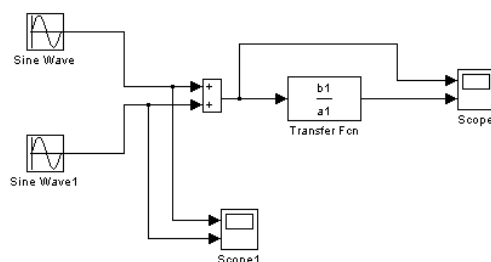 Sine Wave
+
+
b1
a1
Transfer Fcn
Scope
Sine Wave1
Scope1